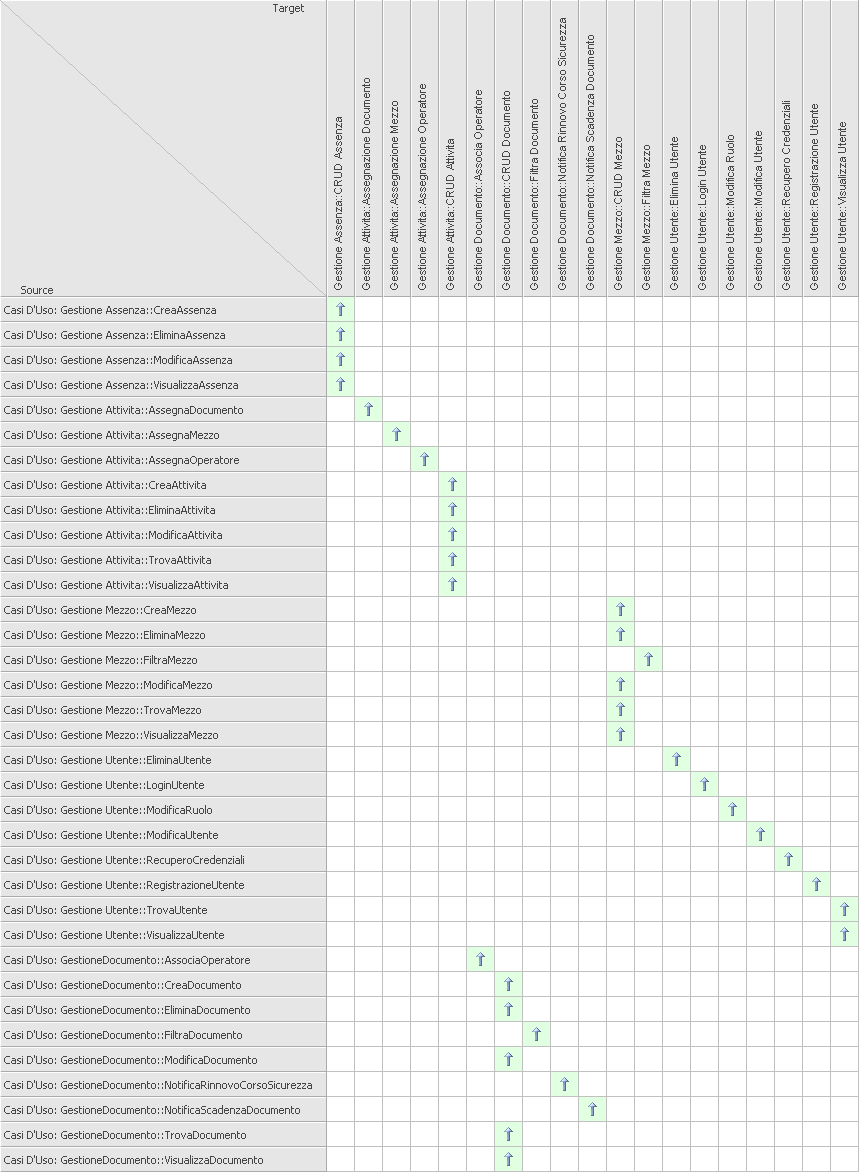 Target
Gestione Assenza::CRUD Assenza
Gestione Attivita::Assegnazione Documento
Gestione Attivita::Assegnazione Mezzo
Gestione Attivita::Assegnazione Operatore
Gestione Attivita::CRUD Attivita
Gestione Documento::Associa Operatore
Gestione Documento::CRUD Documento
Gestione Documento::Filtra Documento
Gestione Documento::Notifica Rinnovo Corso Sicurezza
Gestione Documento::Notifica Scadenza Documento
Gestione Mezzo::CRUD Mezzo
Gestione Mezzo::Filtra Mezzo
Gestione Utente::Elimina Utente
Gestione Utente::Login Utente
Gestione Utente::Modifica Ruolo
Gestione Utente::Modifica Utente
Gestione Utente::Recupero Credenziali
Gestione Utente::Registrazione Utente
Gestione Utente::Visualizza Utente
Source
Casi D'Uso: Gestione Assenza::CreaAssenza
Casi D'Uso: Gestione Assenza::EliminaAssenza
Casi D'Uso: Gestione Assenza::ModificaAssenza
Casi D'Uso: Gestione Assenza::VisualizzaAssenza
Casi D'Uso: Gestione Attivita::AssegnaDocumento
Casi D'Uso: Gestione Attivita::AssegnaMezzo
Casi D'Uso: Gestione Attivita::AssegnaOperatore
Casi D'Uso: Gestione Attivita::CreaAttivita
Casi D'Uso: Gestione Attivita::EliminaAttivita
Casi D'Uso: Gestione Attivita::ModificaAttivita
Casi D'Uso: Gestione Attivita::TrovaAttivita
Casi D'Uso: Gestione Attivita::VisualizzaAttivita
Casi D'Uso: Gestione Mezzo::CreaMezzo
Casi D'Uso: Gestione Mezzo::EliminaMezzo
Casi D'Uso: Gestione Mezzo::FiltraMezzo
Casi D'Uso: Gestione Mezzo::ModificaMezzo
Casi D'Uso: Gestione Mezzo::TrovaMezzo
Casi D'Uso: Gestione Mezzo::VisualizzaMezzo
Casi D'Uso: Gestione Utente::EliminaUtente
Casi D'Uso: Gestione Utente::LoginUtente
Casi D'Uso: Gestione Utente::ModificaRuolo
Casi D'Uso: Gestione Utente::ModificaUtente
Casi D'Uso: Gestione Utente::RecuperoCredenziali
Casi D'Uso: Gestione Utente::RegistrazioneUtente
Casi D'Uso: Gestione Utente::TrovaUtente
Casi D'Uso: Gestione Utente::VisualizzaUtente
Casi D'Uso: GestioneDocumento::AssociaOperatore
Casi D'Uso: GestioneDocumento::CreaDocumento
Casi D'Uso: GestioneDocumento::EliminaDocumento
Casi D'Uso: GestioneDocumento::FiltraDocumento
Casi D'Uso: GestioneDocumento::ModificaDocumento
Casi D'Uso: GestioneDocumento::NotificaRinnovoCorsoSicurezza
Casi D'Uso: GestioneDocumento::NotificaScadenzaDocumento
Casi D'Uso: GestioneDocumento::TrovaDocumento
Casi D'Uso: GestioneDocumento::VisualizzaDocumento